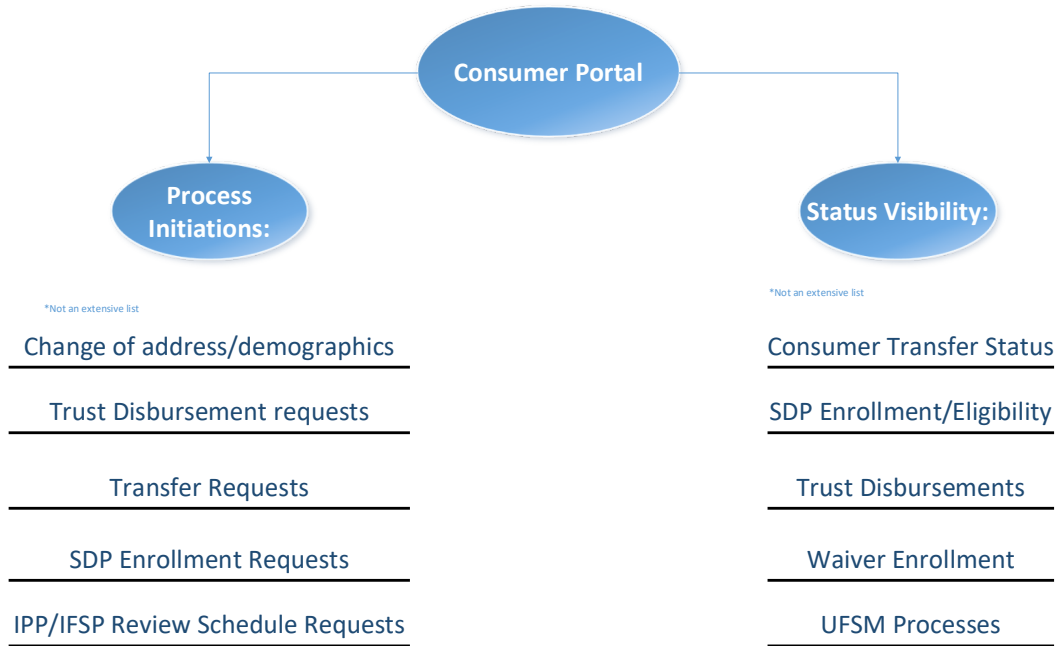 Consumer Portal
Process
Initiations:
Status Visibility:
*Not an extensive list
Change of address/demographics
Trust Disbursement requests
Transfer Requests
SDP Enrollment Requests
IPP/IFSP Review Schedule Requests
*Not an extensive list
Consumer Transfer Status
SDP Enrollment/Eligibility
Trust Disbursements
Waiver Enrollment
UFSM Processes